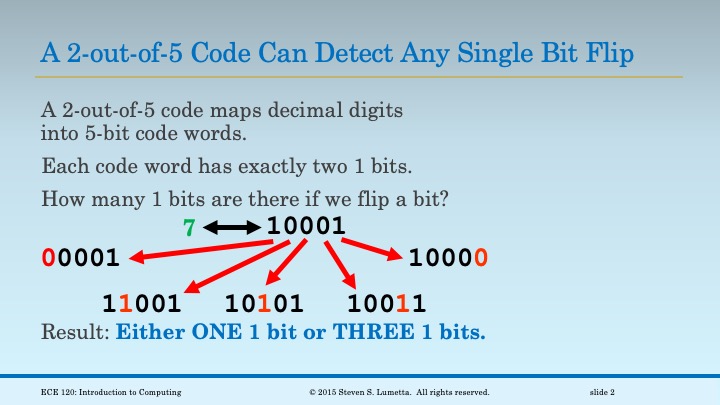 A 2-out-of-5 Code Can Detect Any Single Bit Flip
A 2-out-of-5 code maps decimal digits
into 5-bit code words.
Each code word has exactly two 1 bits.
How many 1 bits are there if we flip a bit?
7 10001
00001 10000
11001 10101 10011
Result: Either ONE 1 bit or THREE 1 bits.
ECE 120: Introduction to Computing © 2015 Steven S. Lumetta. All rights reserved. slide 2